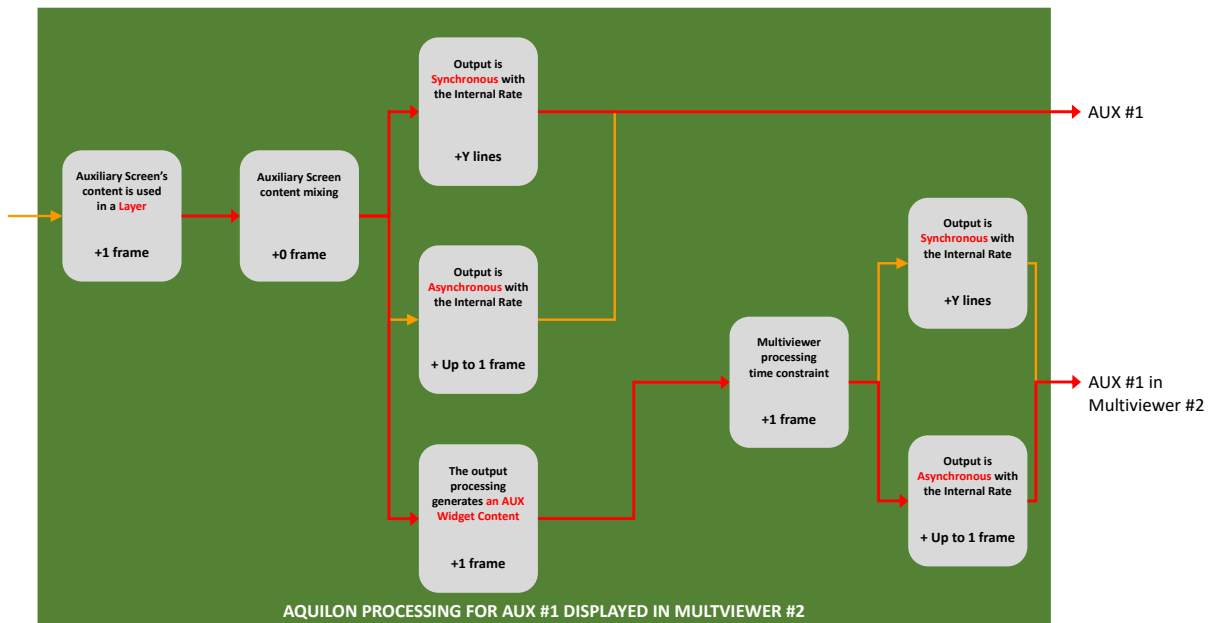 Auxiliary Screen's
content is used
in a Layer
+1 frame
Auxiliary Screen
content mixing
+0 frame
Output is
Synchronous with
the Internal Rate
+Y lines
Output is
Asynchronous with
the Internal Rate
+ Up to 1 frame
The output
processing
generates an AUX
Widget Content
+1 frame
Multiviewer
processing
time constraint
+1 frame
Output is
Synchronous with
the Internal Rate
+Y lines
Output is
Asynchronous with
the Internal Rate
+ Up to 1 frame
AUX #1
AUX #1 in
Multiviewer #2
AQUILON PROCESSING FOR AUX #1 DISPLAYED IN MULTVIEWER #2